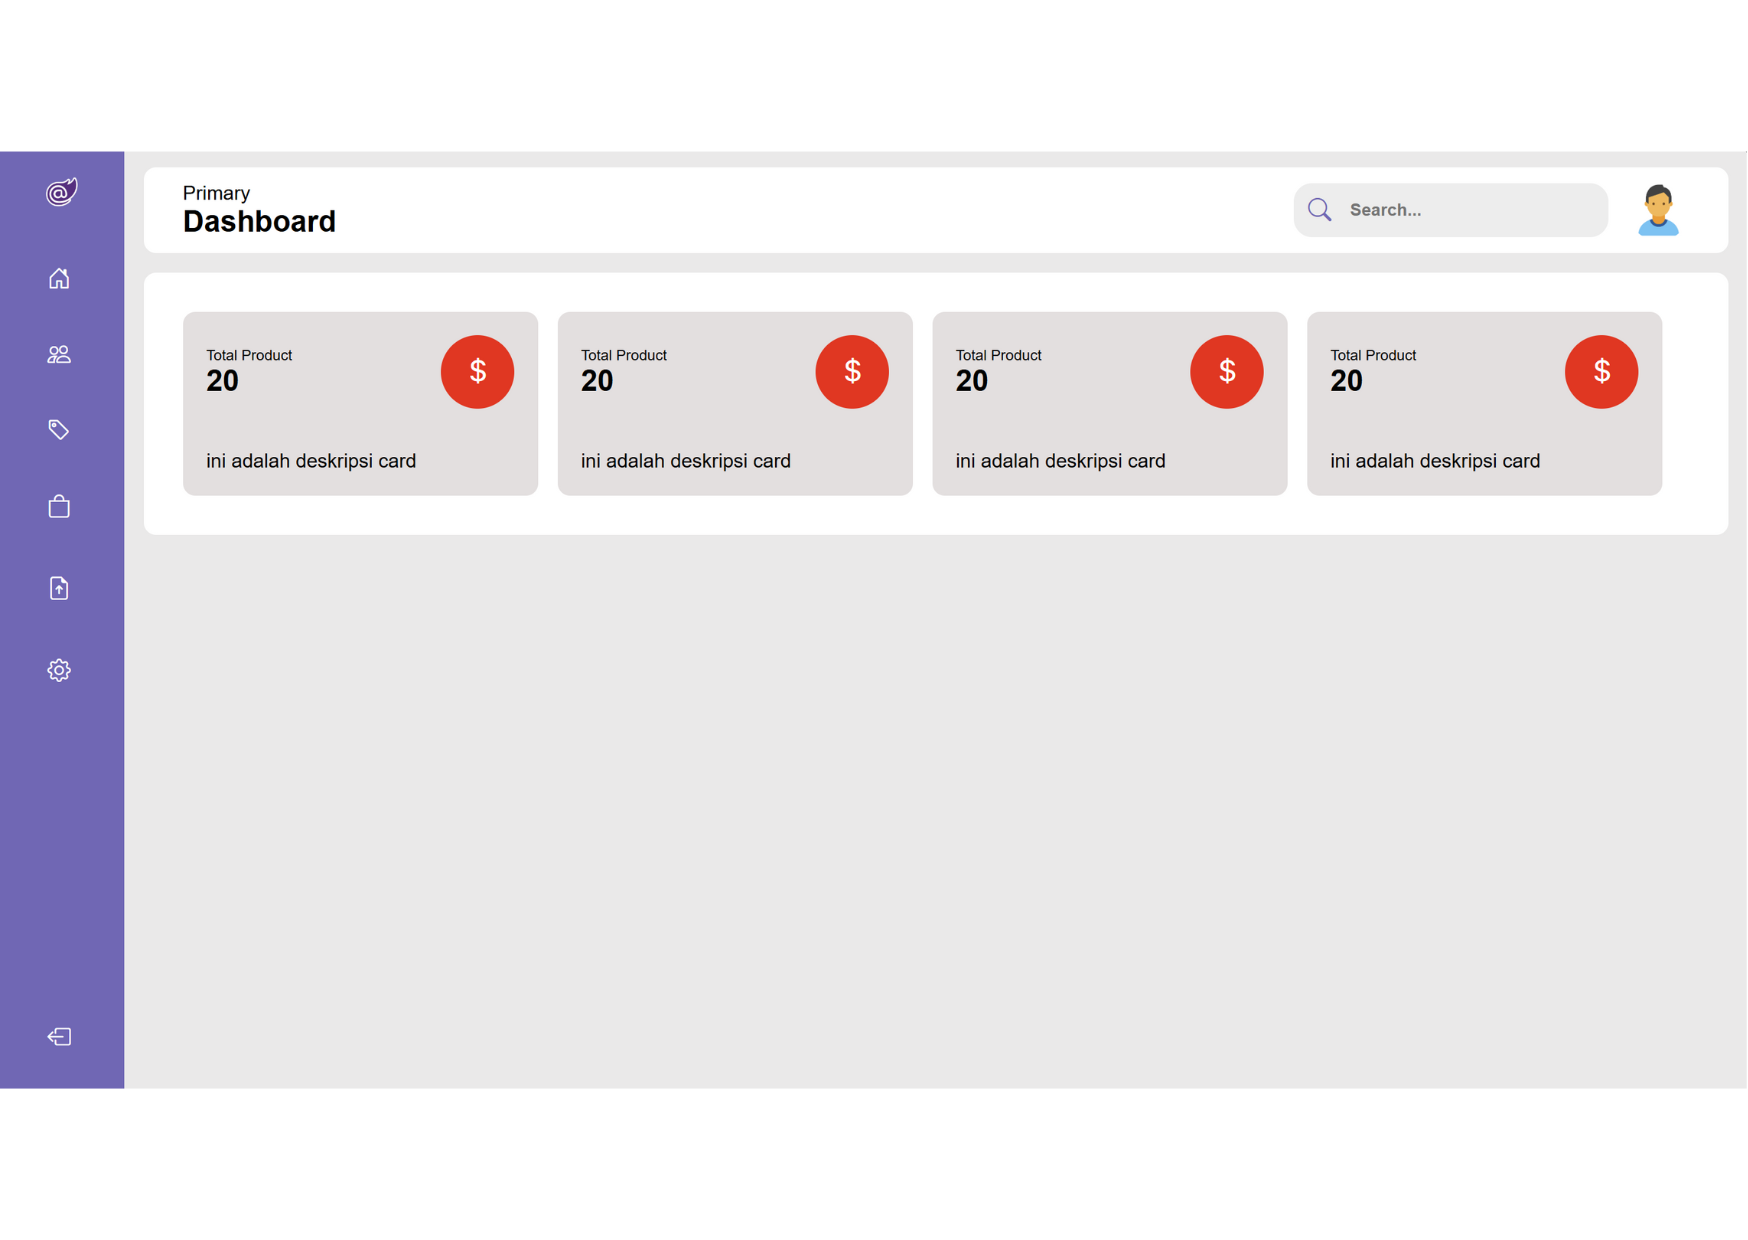 Primary
Dashboard
Search...
Total Product
20
$
ini adalah deskripsi card
Total Product
20
$
ini adalah deskripsi card
Total Product
20
$
ini adalah deskripsi card
Total Product
20
$
ini adalah deskripsi card